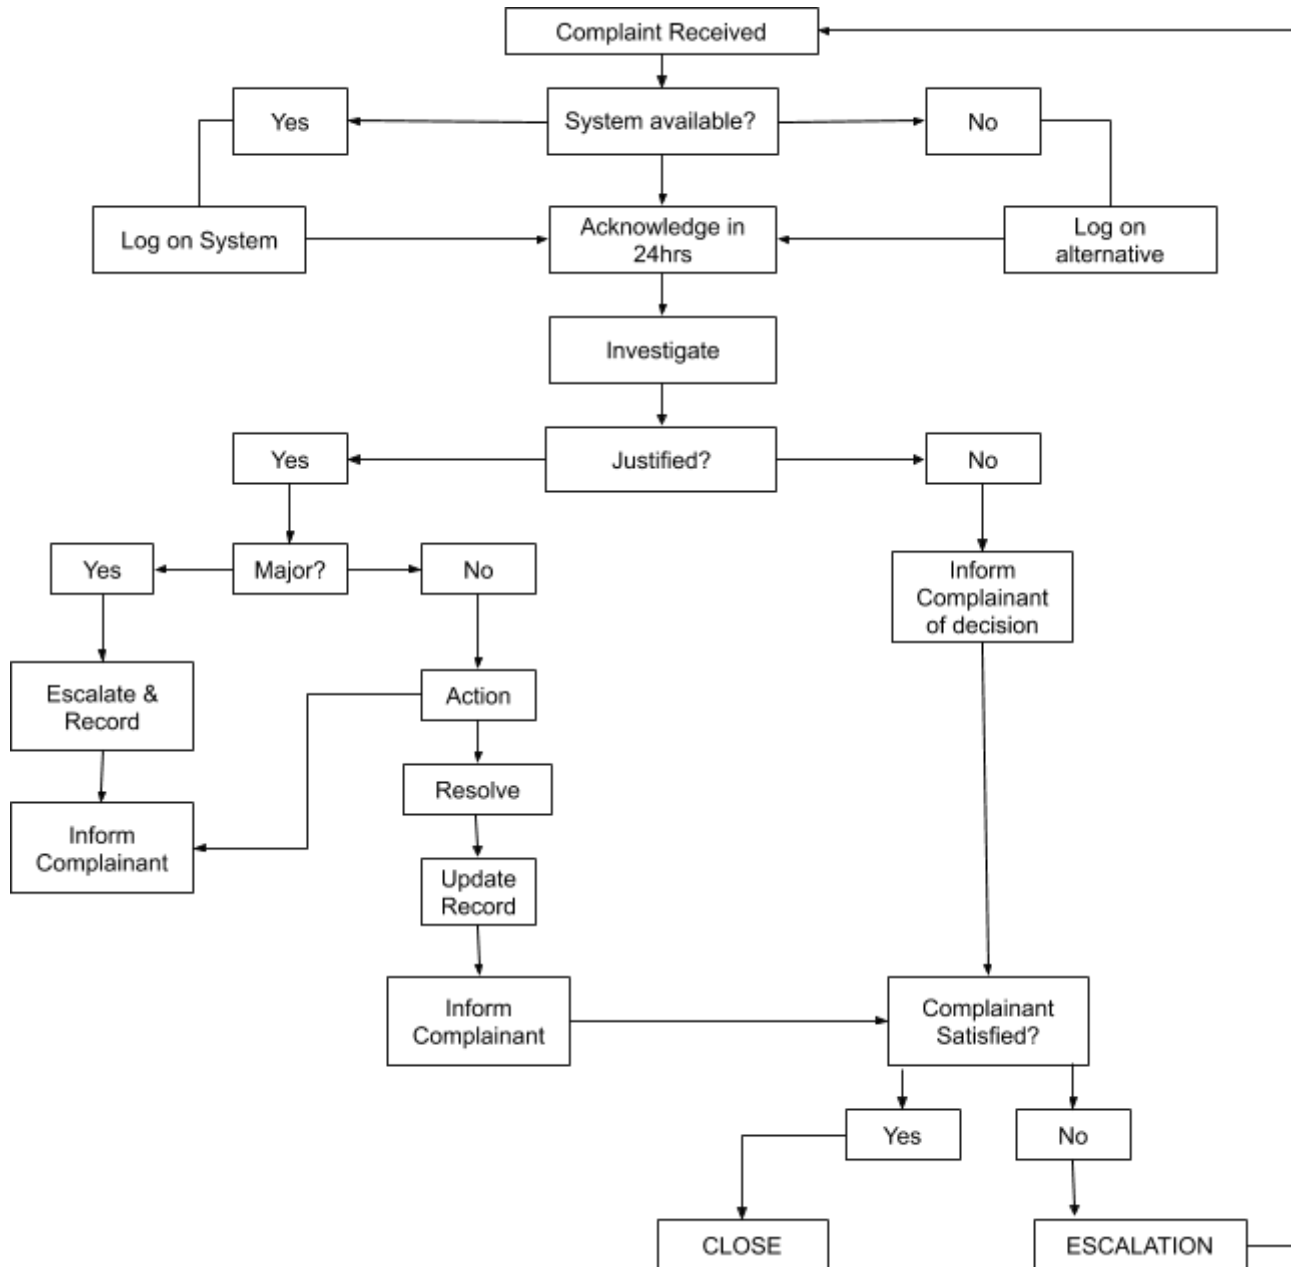 Complaint Received
Yes
System available?
No
Log on System
Acknowledge in
24hrs
Log on
alternative
Investigate
Yes
Justified?
No
Yes
Major?
No
Inform
Complainant
of decision
Escalate &
Record
Action
Resolve
Inform
Complainant
Update
Record
Inform
Complainant
Complainant
Satisfied?
Yes
No
CLOSE
ESCALATION